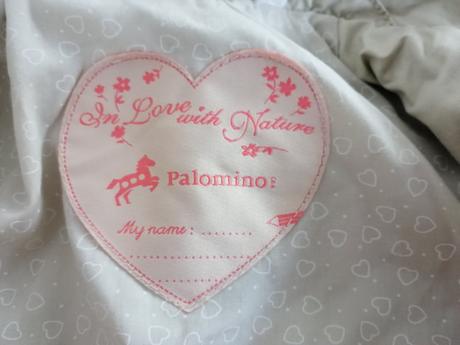 In Love with Nature
Palomino
My name: ........
.......................
...............